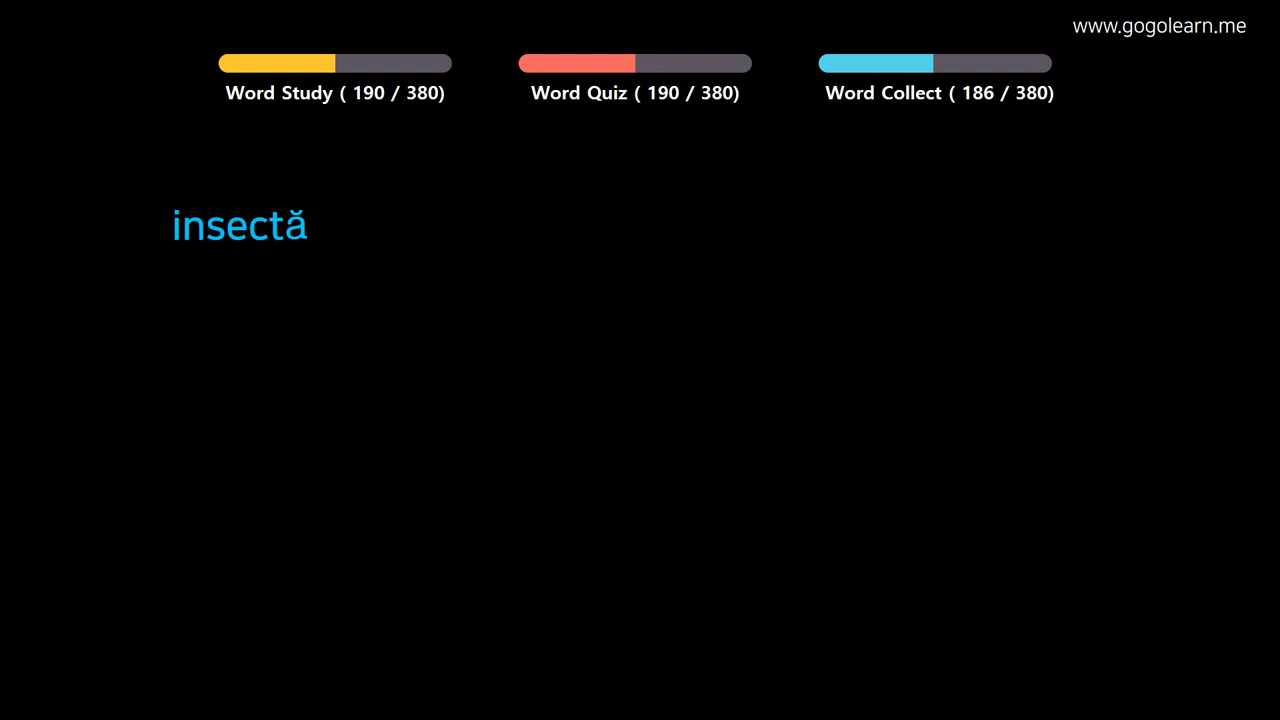 www.gogolearn.me
Word Study ( 190 / 380)
Word Quiz ( 190 / 380)
Word Collect ( 186 / 380)
insectă